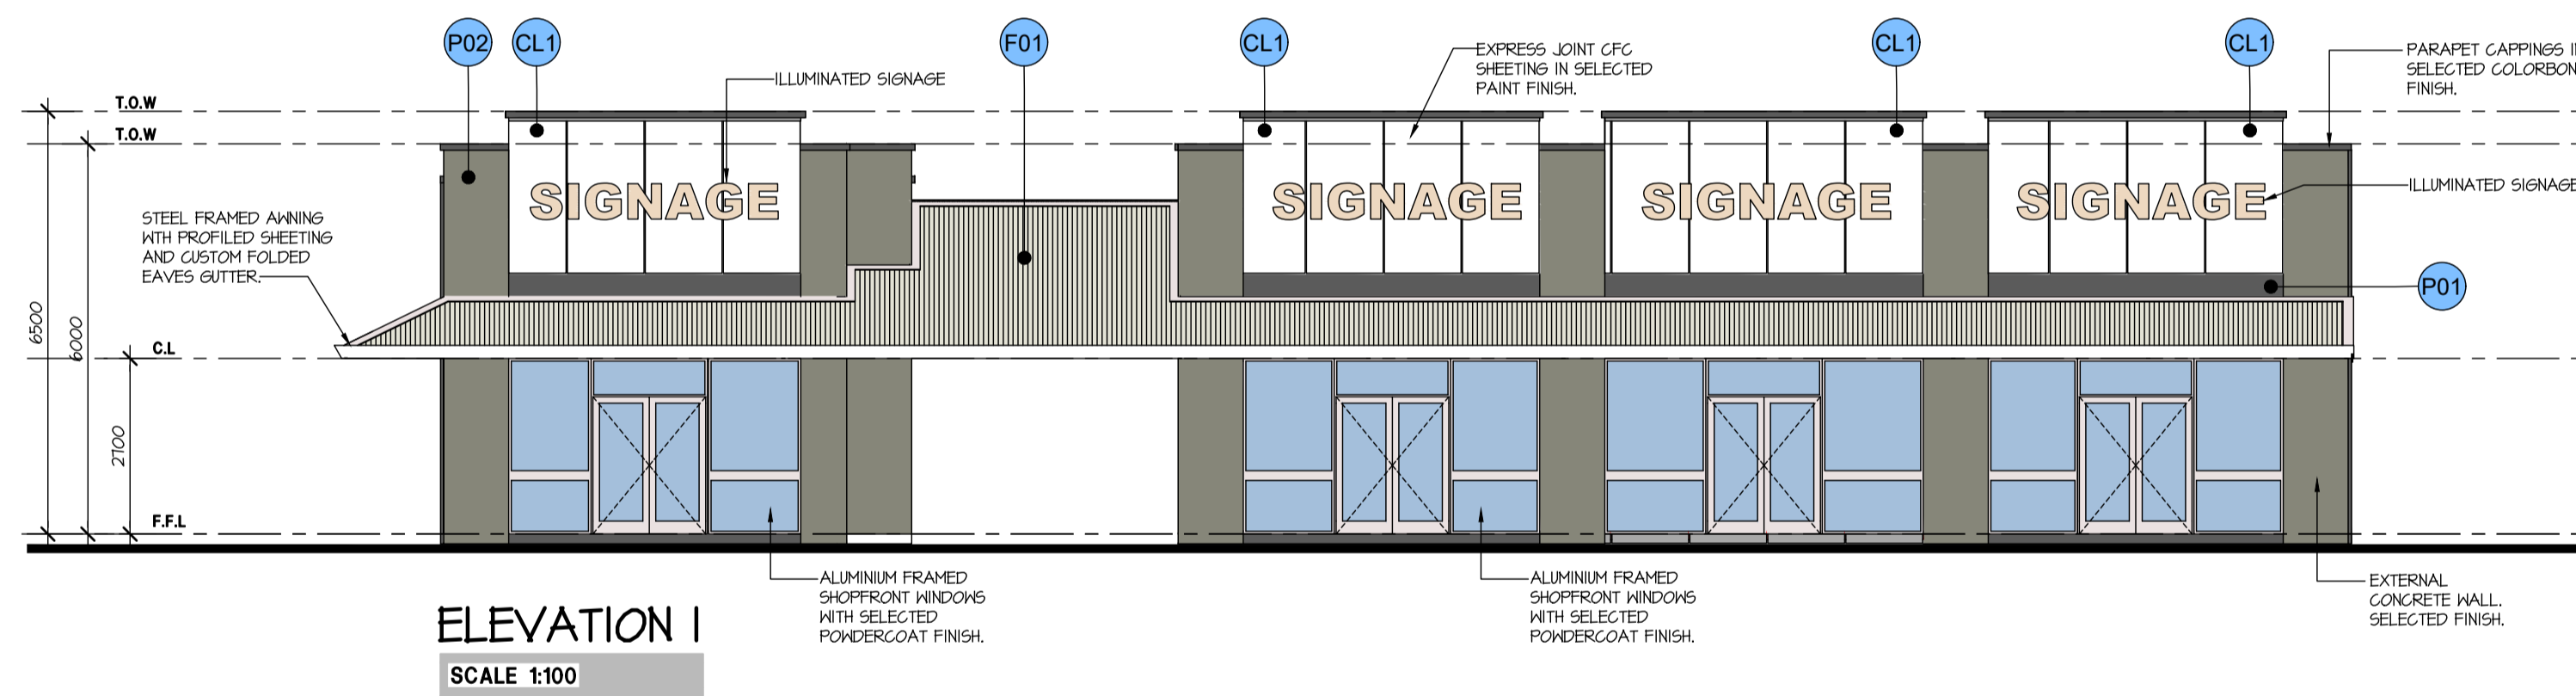 P02
CL1
F01
CL1
CL1
CL1
ILLUMINATED SIGNAGE
EXPRESS JOINT CFC
SHEETING IN SELECTED
PAINT FINISH.
PARAPET CAPPINGS
SELECTED COLORBON
FINISH.
T.O.W
T.O.W
SIGNAGE
SIGNAGE
SIGNAGE
SIGNAGE
ILLUMINATED SIGNAGE
STEEL FRAMED AWNING
WTH PROFILED SHEETING
AND CUSTOM FOLDED
EAVES GUTTER.
P01
6500
6000
2700
C.L
F.F.L
ALUMINIUM FRAMED
SHOPFRONT WINDOWS
WITH SELECTED
POWDERCOAT FINISH.
ALUMINIUM FRAMED
SHOPFRONT WINDOWS
WITH SELECTED
POWDERCOAT FINISH.
EXTERNAL
CONCRETE WALL.
SELECTED FINISH.
ELEVATION 1
SCALE 1:100